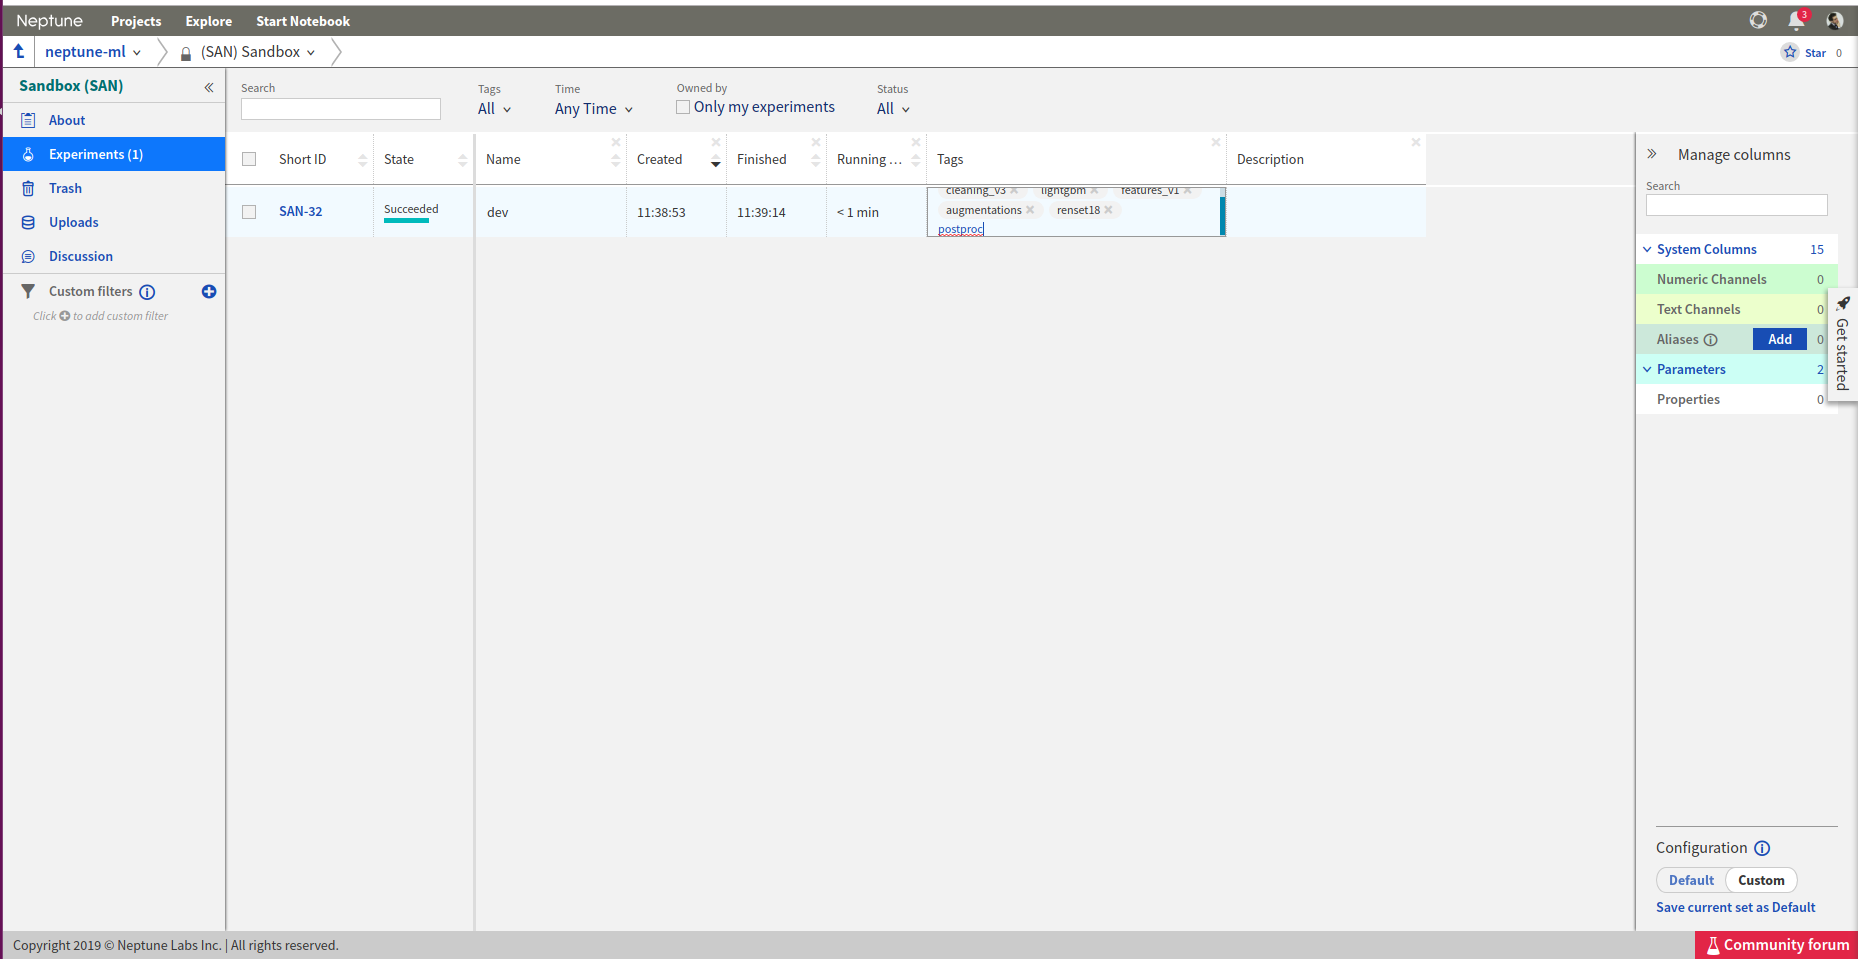 Neptune Projects Explore Start Notebook 3
neptune-ml (SAN) Sandbox Star 0
Sandbox (SAN)
About
Experiments (1)
Trash
Uploads
Discussion
Custom filters
Click to add custom filter
Search
Tags
All
Time
Any Time
Owned by
Only my experiments
Status
All
Short ID State Name Created Finished Running ... Tags Description
SAN-32 Succeeded dev 11:38:53 11:39:14 < 1 min
cleaning_v3 lightgbm features_v1
augmentations renset18
postproc
Manage columns
Search
System Columns 15
Numeric Channels 0
Text Channels 0
Aliases Add 0
Parameters 2
Properties 0
Get started
Configuration
Default Custom
Save current set as Default
Copyright 2019 © Neptune Labs Inc. | All rights reserved.
Community forum